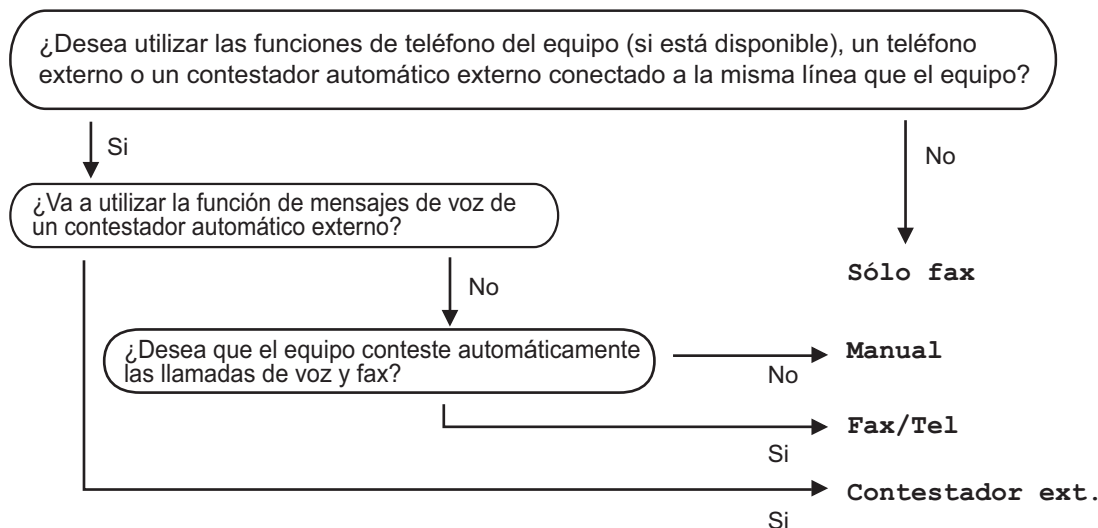 ¿Desea utilizar las funciones de teléfono del equipo (si está disponible), un teléfono
externo o un contestador automático externo conectado a la misma línea que el equipo?
Si
No
¿Va a utilizar la función de mensajes de voz de
un contestador automático externo?
Sólo fax
No
¿Desea que el equipo conteste automáticamente
las llamadas de voz y fax?
Manual
No
Fax/Tel
Si
Contestador ext.
Si